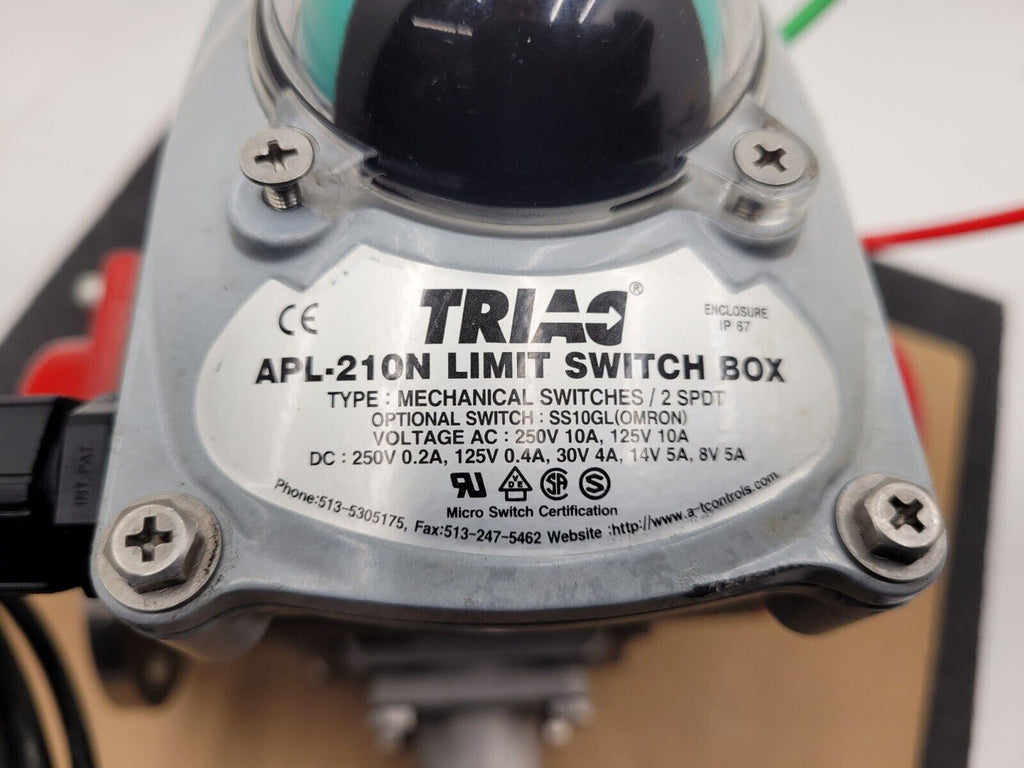 CE
TRIAC®
ENCLOSURE
IP 67
APL-210N LIMIT SWITCH BOX
TYPE : MECHANICAL SWITCHES / 2 SPDT
OPTIONAL SWITCH : SS10GL(OMRON)
VOLTAGE AC : 250V 10A, 125V 10A
DC : 250V 0.2A, 125V 0.4A, 30V 4A, 14V 5A, 8V 5A
Micro Switch Certification
Phone:513-5305175, Fax:513-247-5462 Website :http://www.a-tcontrols.com
INT.PAT.